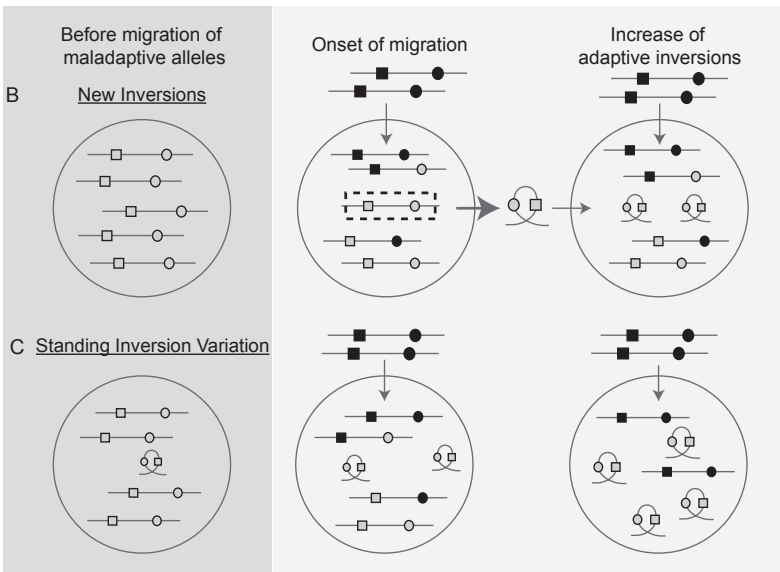 Before migration of
maladaptive alleles
Onset of migration
Increase of
adaptive inversions
B
New Inversions
C
Standing Inversion Variation